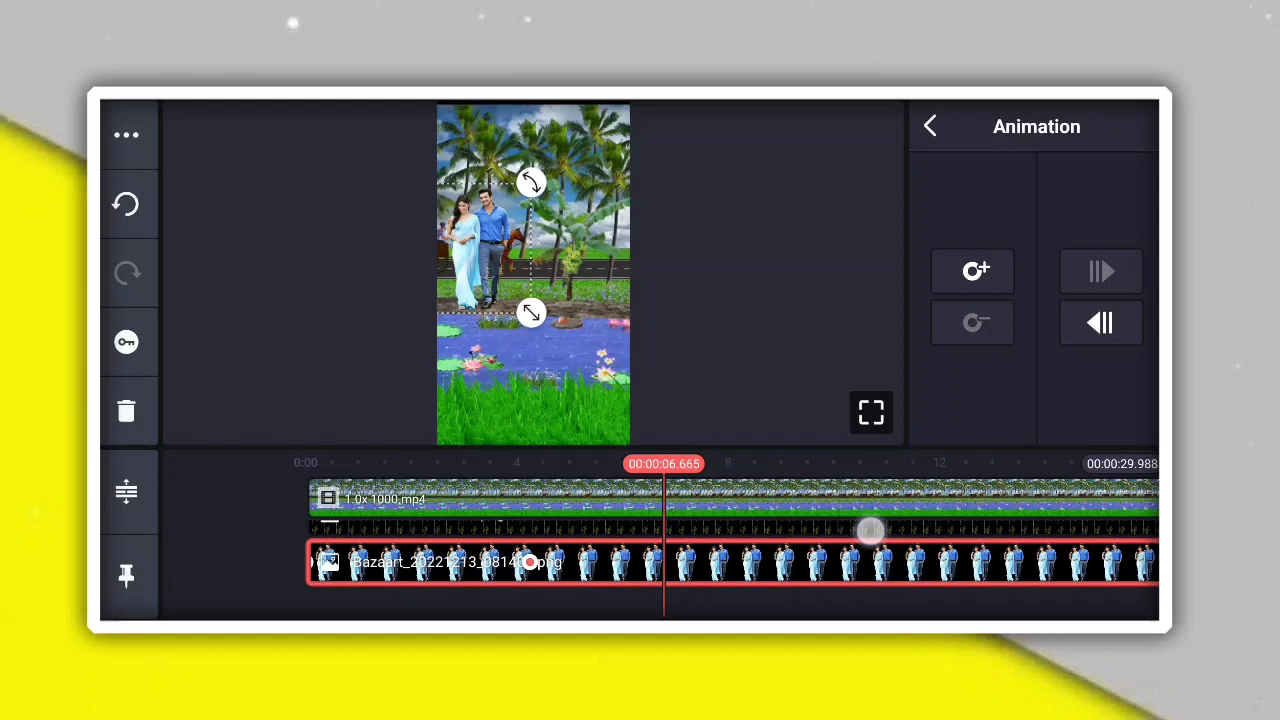 Animation
0:00
4
00:00:06.665
8
12
00:00:29.988
1.0x 1000.mp4
Bazaart_20221213_0814
png